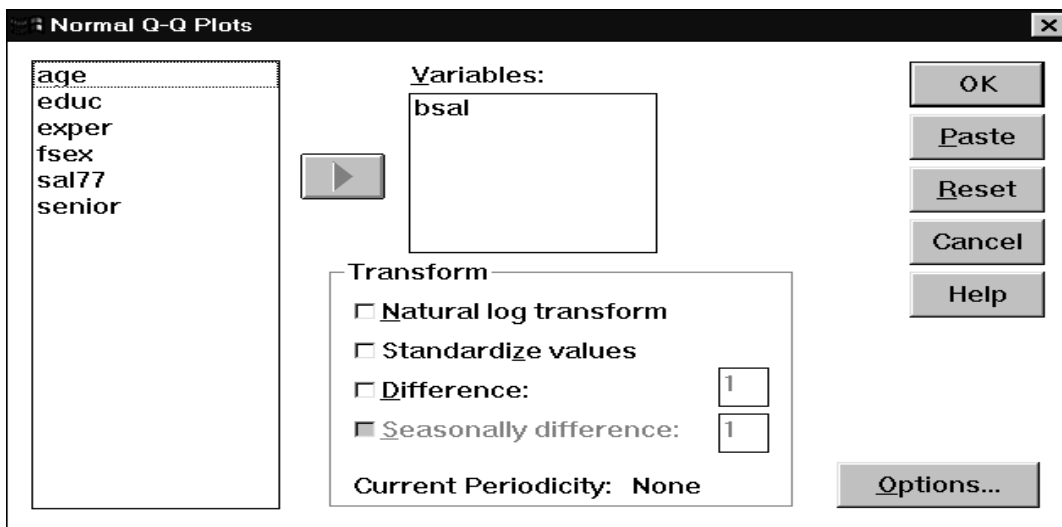 Normal Q-Q Plots
age
educ
exper
fsex
sal77
senior
Variables:
bsal
Transform
Natural log transform
Standardize values
Difference:
1
Seasonally difference:
1
Current Periodicity: None
OK
Paste
Reset
Cancel
Help
Options...